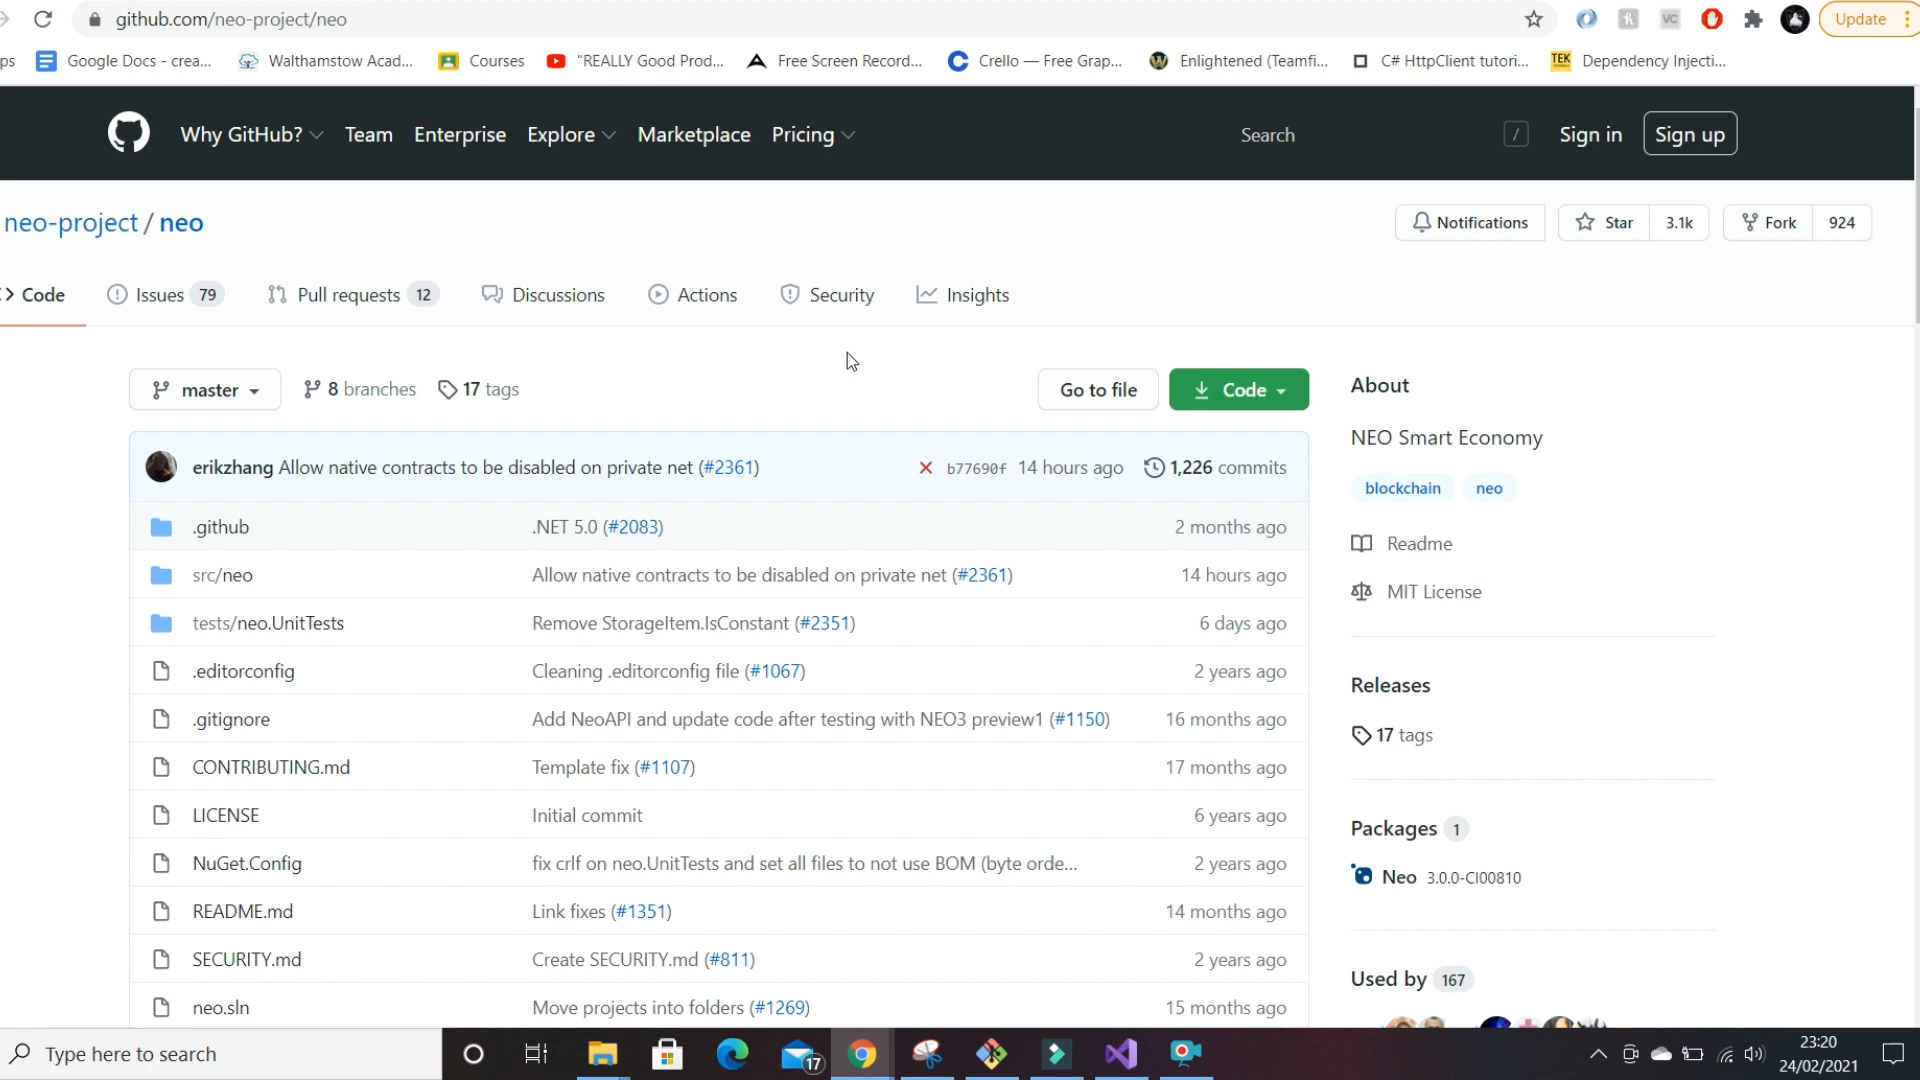 github.com/neo-project/neo
Update
ps Google Docs - crea... Walthamstow Acad... Courses "REALLY Good Prod... Free Screen Record... Crello — Free Grap... Enlightened (Teamfi... C# HttpClient tutori... TEK Dependency Injecti...
Why GitHub? Team Enterprise Explore Marketplace Pricing Search / Sign in Sign up
neo-project / neo Notifications Star 3.1k Fork 924
Code Issues 79 Pull requests 12 Discussions Actions Security Insights
master 8 branches 17 tags Go to file Code
erikzhang Allow native contracts to be disabled on private net (#2361) b77690f 14 hours ago 1,226 commits
.github .NET 5.0 (#2083) 2 months ago
src/neo Allow native contracts to be disabled on private net (#2361) 14 hours ago
tests/neo.UnitTests Remove StorageItem.IsConstant (#2351) 6 days ago
.editorconfig Cleaning .editorconfig file (#1067) 2 years ago
.gitignore Add NeoAPI and update code after testing with NEO3 preview1 (#1150) 16 months ago
CONTRIBUTING.md Template fix (#1107) 17 months ago
LICENSE Initial commit 6 years ago
NuGet.Config fix crlf on neo.UnitTests and set all files to not use BOM (byte orde... 2 years ago
README.md Link fixes (#1351) 14 months ago
SECURITY.md Create SECURITY.md (#811) 2 years ago
neo.sln Move projects into folders (#1269) 15 months ago
About
NEO Smart Economy
blockchain neo
Readme
MIT License
Releases
17 tags
Packages 1
Neo 3.0.0-CI00810
Used by 167
Type here to search
17
23:20
24/02/2021